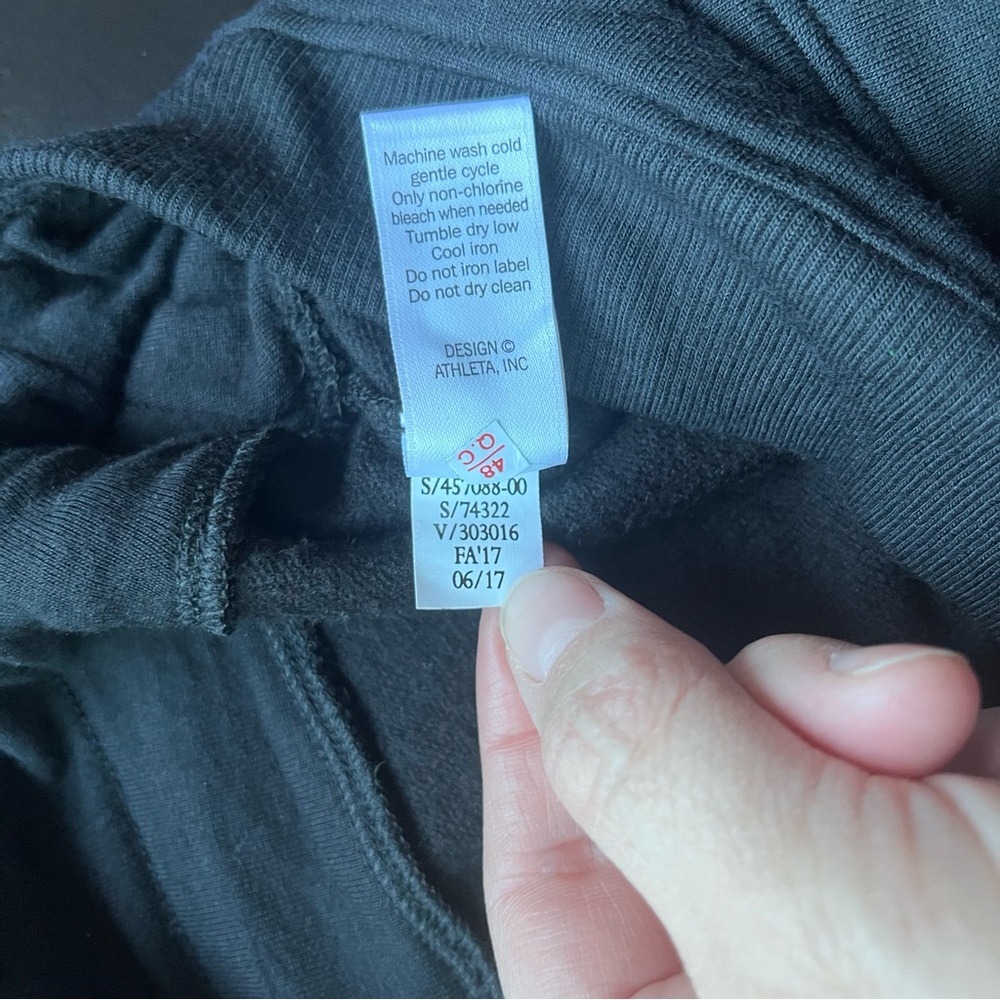 Machine wash cold
gentle cycle
Only non-chlorine
bleach when needed
Tumble dry low
Cool iron
Do not iron label
Do not dry clean
DESIGN ©
ATHLETA, INC
Q.C/48
S/457088-00
S/74322
V/303016
FA'17
06/17